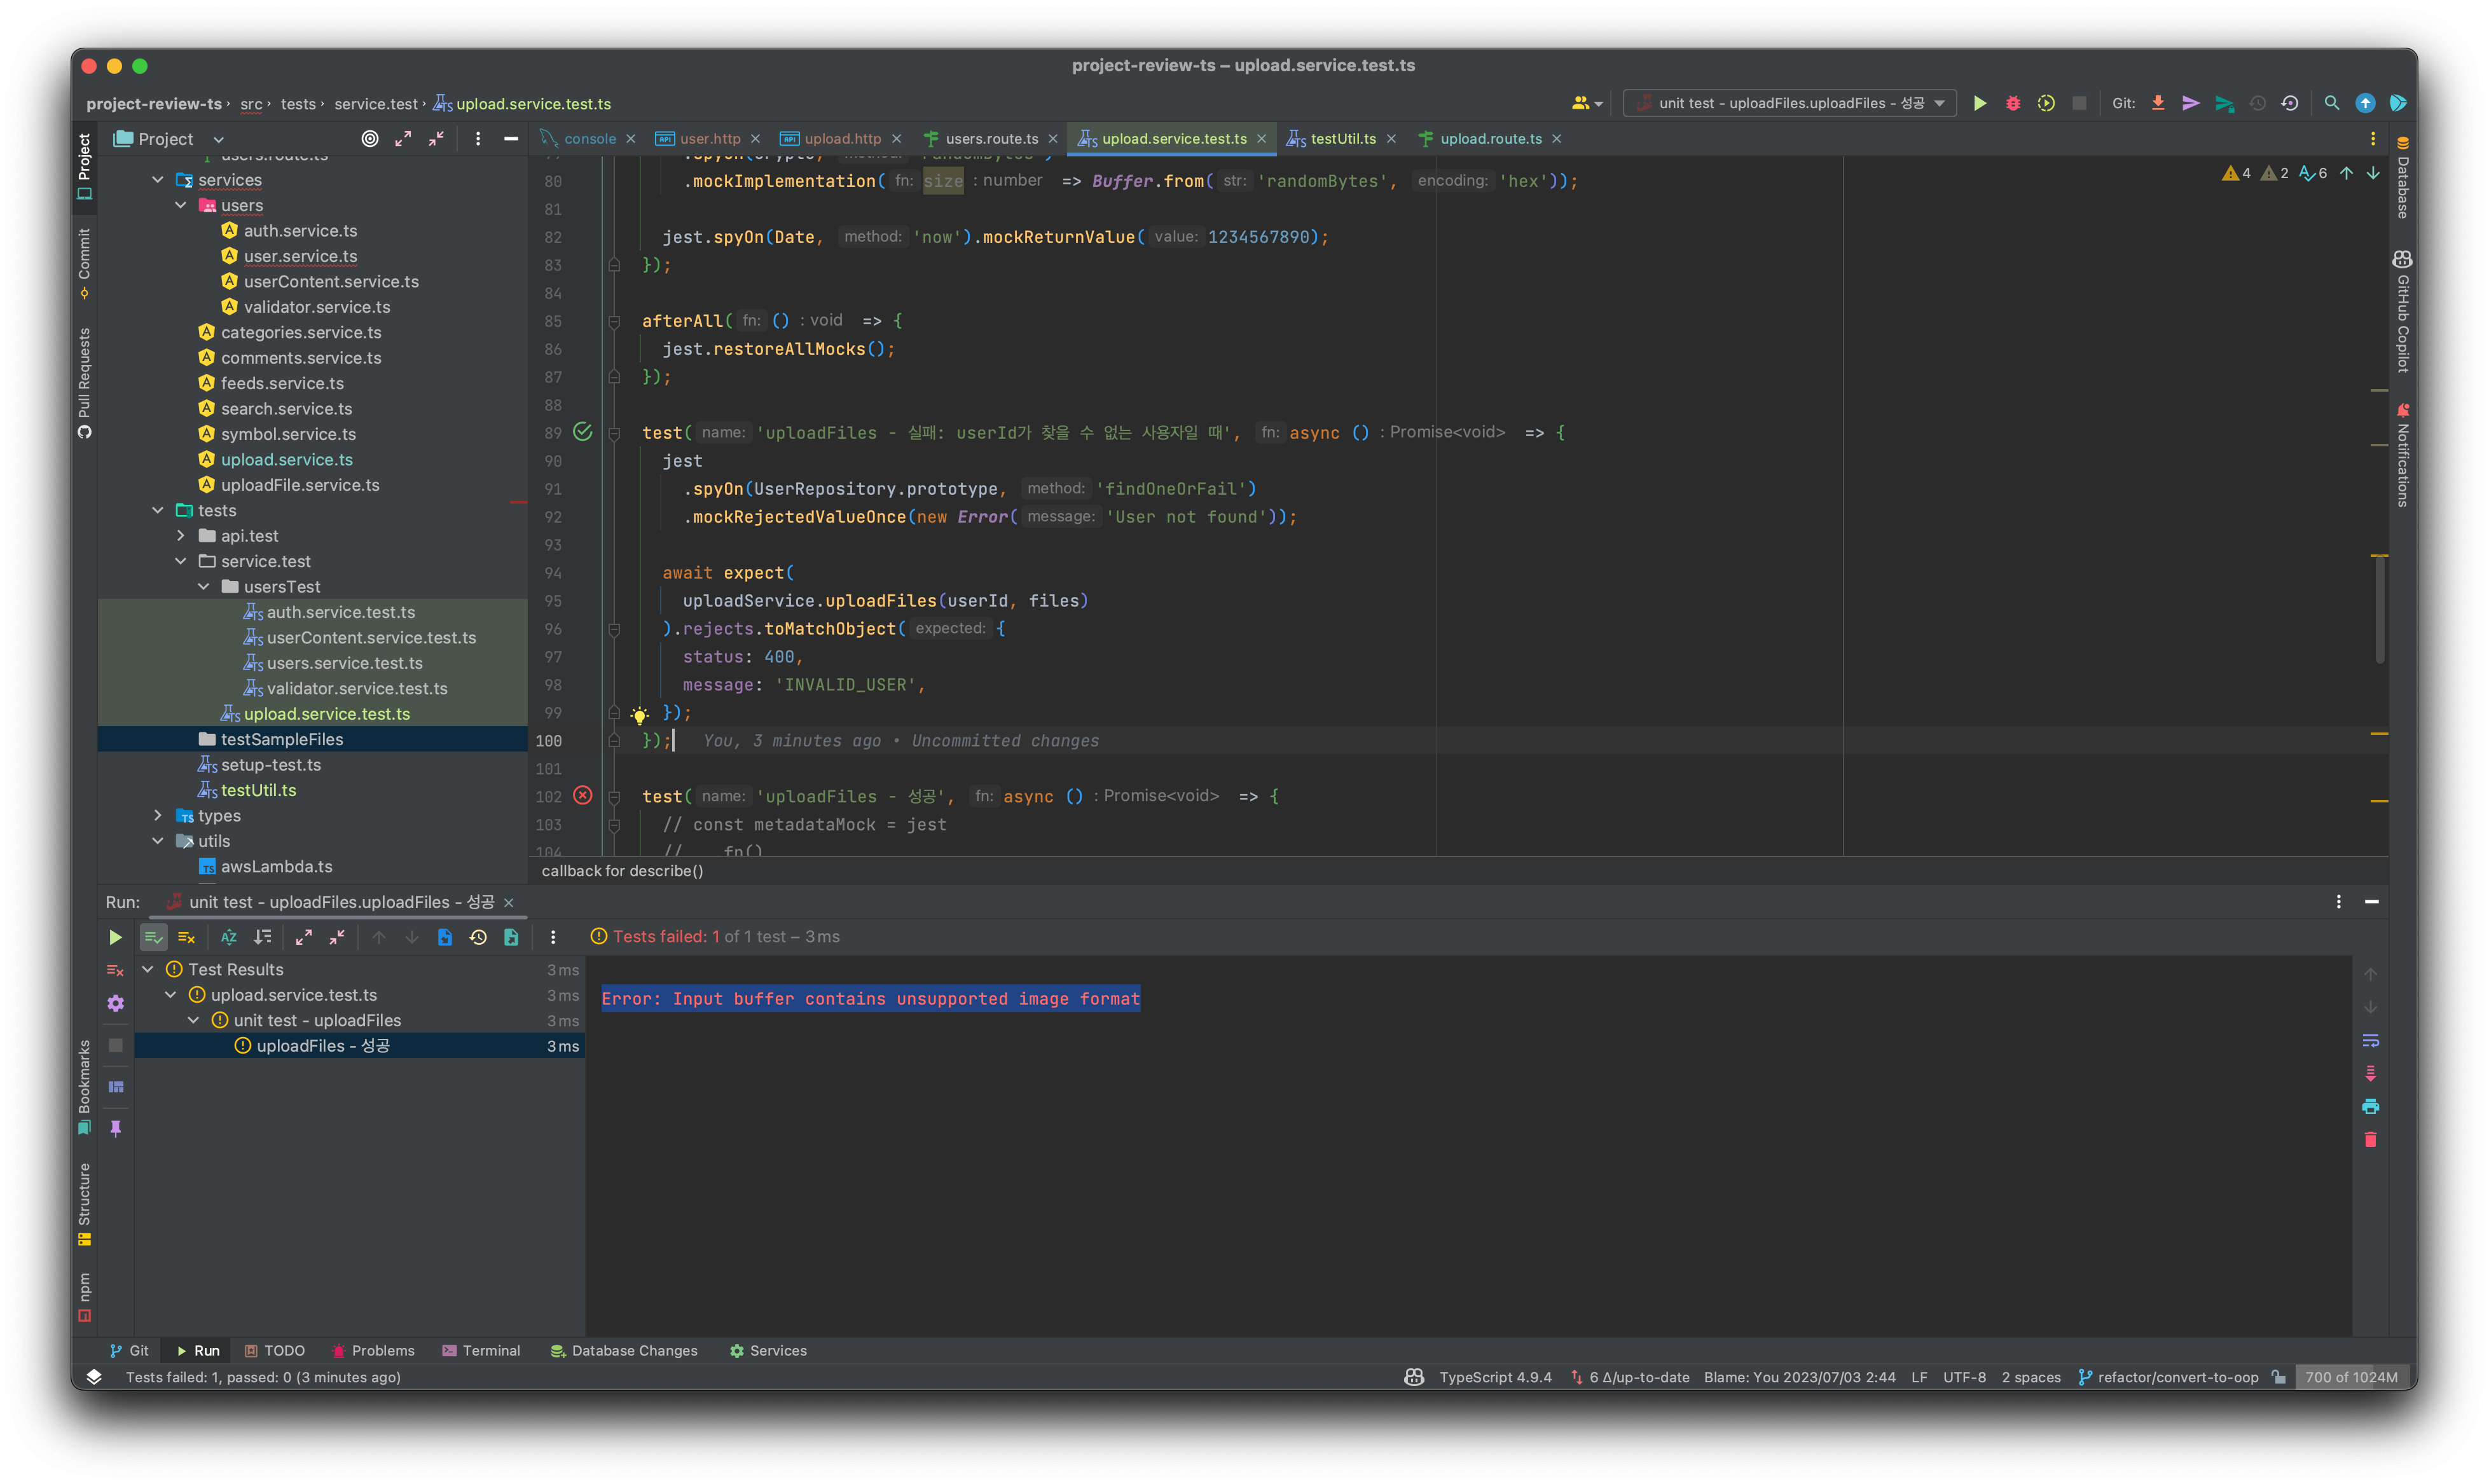 project-review-ts – upload.service.test.ts
project-review-ts › src › tests › service.test › upload.service.test.ts
unit test - uploadFiles.uploadFiles - 성공
Git:
Project
console
user.http
upload.http
users.route.ts
upload.service.test.ts
testUtil.ts
upload.route.ts
Project
Commit
Pull Requests
Bookmarks
Structure
npm
users.route.ts
services
users
auth.service.ts
user.service.ts
userContent.service.ts
validator.service.ts
categories.service.ts
comments.service.ts
feeds.service.ts
search.service.ts
symbol.service.ts
upload.service.ts
uploadFile.service.ts
tests
api.test
service.test
usersTest
auth.service.test.ts
userContent.service.test.ts
users.service.test.ts
validator.service.test.ts
upload.service.test.ts
testSampleFiles
setup-test.ts
testUtil.ts
types
utils
awsLambda.ts
4 2 6
80 .mockImplementation( fn: size : number => Buffer.from( str: 'randomBytes', encoding: 'hex'));
81
82 jest.spyOn(Date, method: 'now').mockReturnValue( value: 1234567890);
83 });
84
85 afterAll( fn: () : void => {
86 jest.restoreAllMocks();
87 });
88
89 test( name: 'uploadFiles - 실패: userId가 찾을 수 없는 사용자일 때', fn: async () : Promise<void> => {
90 jest
91 .spyOn(UserRepository.prototype, method: 'findOneOrFail')
92 .mockRejectedValueOnce(new Error( message: 'User not found'));
93
94 await expect(
95 uploadService.uploadFiles(userId, files)
96 ).rejects.toMatchObject( expected: {
97 status: 400,
98 message: 'INVALID_USER',
99 });
100 }); You, 3 minutes ago • Uncommitted changes
101
102 test( name: 'uploadFiles - 성공', fn: async () : Promise<void> => {
103 // const metadataMock = jest
104 // .fn()
callback for describe()
Database
GitHub Copilot
Notifications
Run: unit test - uploadFiles.uploadFiles - 성공
Tests failed: 1 of 1 test – 3 ms
Test Results 3 ms
upload.service.test.ts 3 ms
unit test - uploadFiles 3 ms
uploadFiles - 성공 3 ms
Error: Input buffer contains unsupported image format
Git Run TODO Problems Terminal Database Changes Services
Tests failed: 1, passed: 0 (3 minutes ago)
TypeScript 4.9.4 6 Δ/up-to-date Blame: You 2023/07/03 2:44 LF UTF-8 2 spaces refactor/convert-to-oop 700 of 1024M